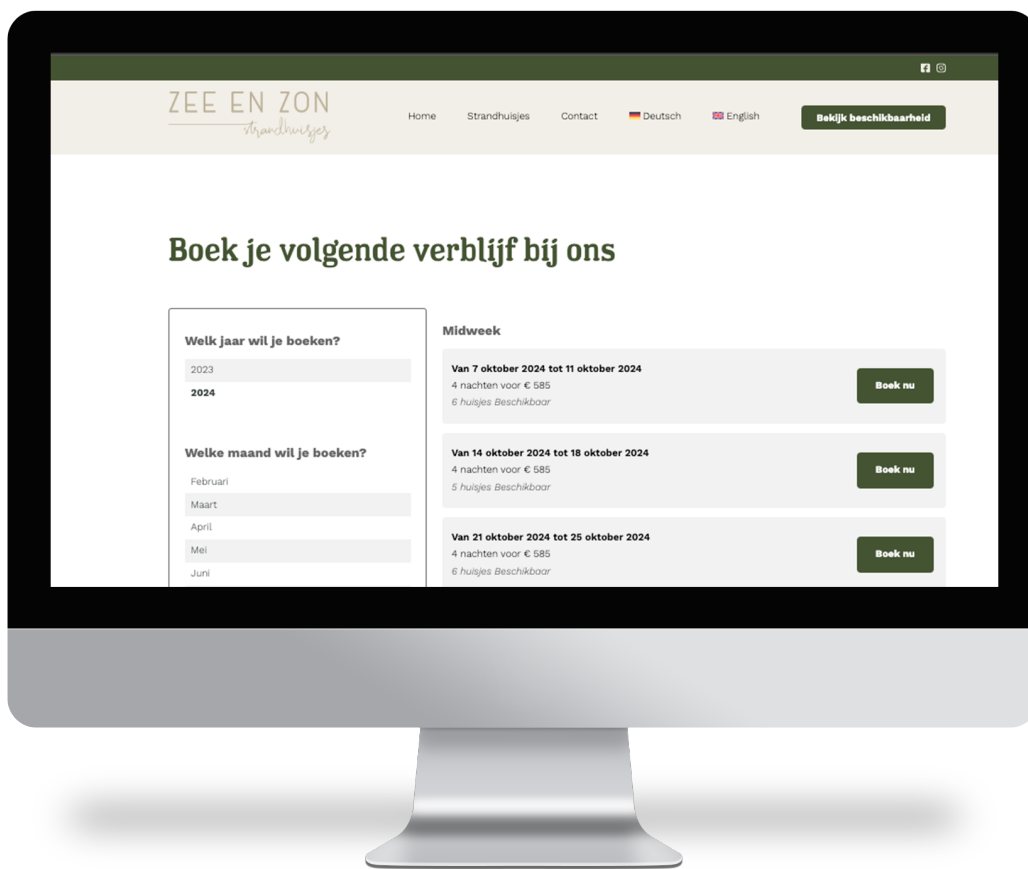 ZEE EN ZON
strandhuisjes
Home Strandhuisjes Contact Deutsch English Bekijk beschikbaarheid
Boek je volgende verblijf bij ons
Welk jaar wil je boeken?
2023
2024
Welke maand wil je boeken?
Februari
Maart
April
Mei
Juni
Midweek
Van 7 oktober 2024 tot 11 oktober 2024
4 nachten voor € 585
6 huisjes Beschikbaar
Boek nu
Van 14 oktober 2024 tot 18 oktober 2024
4 nachten voor € 585
5 huisjes Beschikbaar
Boek nu
Van 21 oktober 2024 tot 25 oktober 2024
4 nachten voor € 585
6 huisjes Beschikbaar
Boek nu